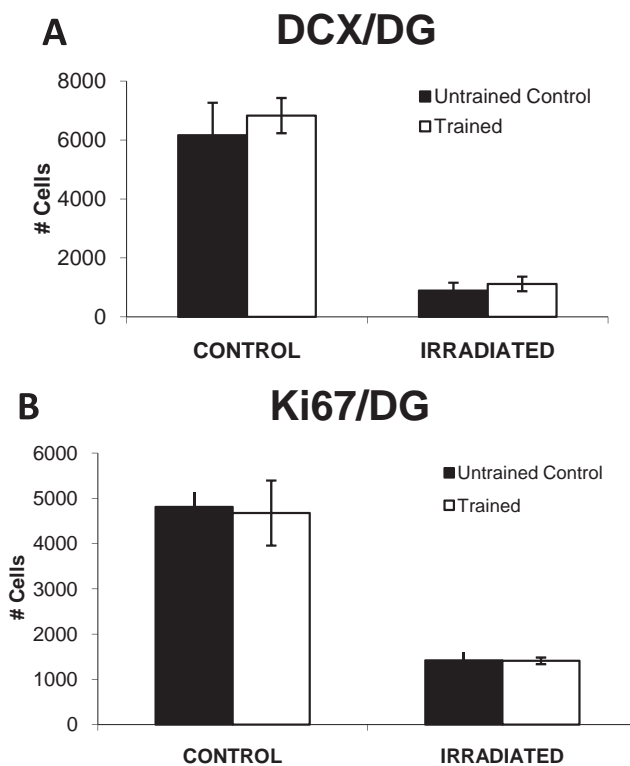 A
DCX/DG
8000
6000
4000
2000
0
# Cells
Untrained Control
Trained
CONTROL IRRADIATED
B
Ki67/DG
6000
5000
4000
3000
2000
1000
0
# Cells
Untrained Control
Trained
CONTROL IRRADIATED